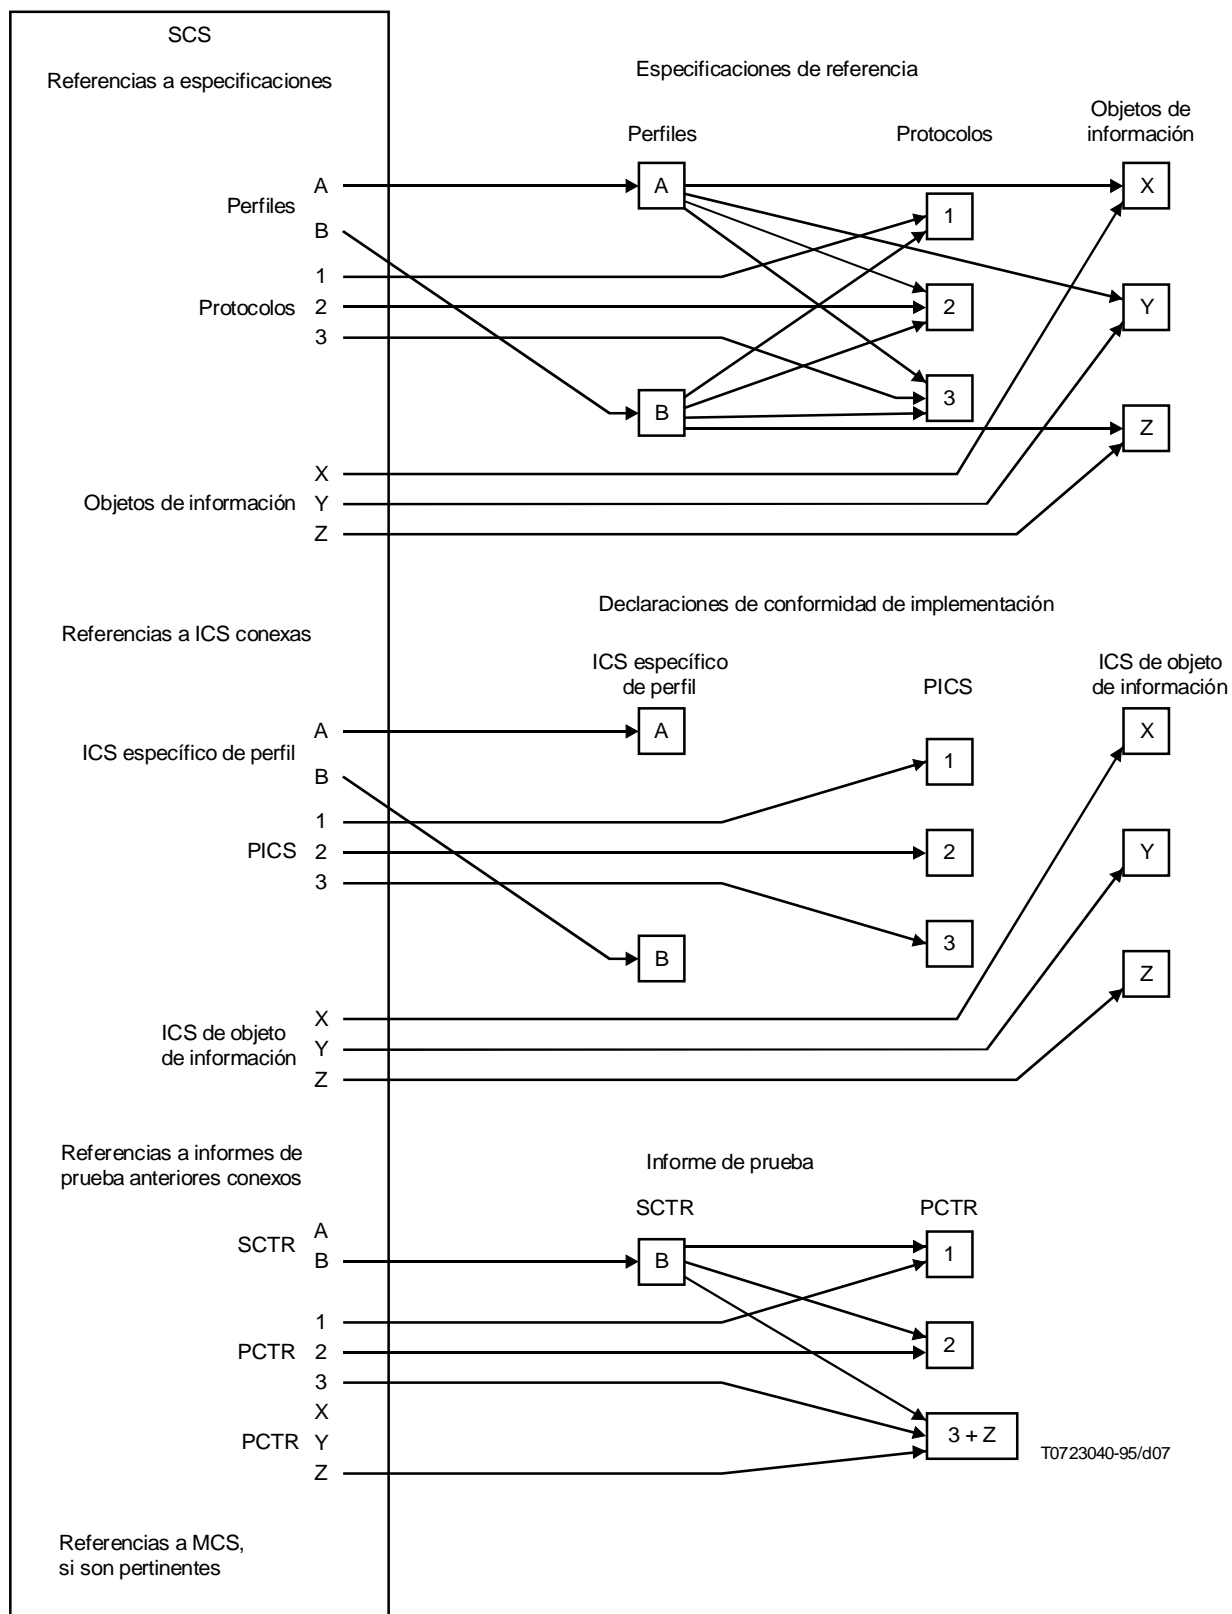 SCS
Referencias a especificaciones
Especificaciones de referencia
Perfiles
Protocolos
Objetos de
información
Perfiles
A
B
Protocolos
1
2
3
Objetos de información
X
Y
Z
A
B
1
2
3
X
Y
Z
Referencias a ICS conexas
Declaraciones de conformidad de implementación
ICS específico
de perfil
PICS
ICS de objeto
de información
ICS específico de perfil
A
B
PICS
1
2
3
ICS de objeto
de información
X
Y
Z
A
B
1
2
3
X
Y
Z
Referencias a informes de
prueba anteriores conexos
Informe de prueba
SCTR
PCTR
SCTR
A
B
PCTR
1
2
3
PCTR
X
Y
Z
B
1
2
3 + Z
T0723040-95/d07
Referencias a MCS,
si son pertinentes